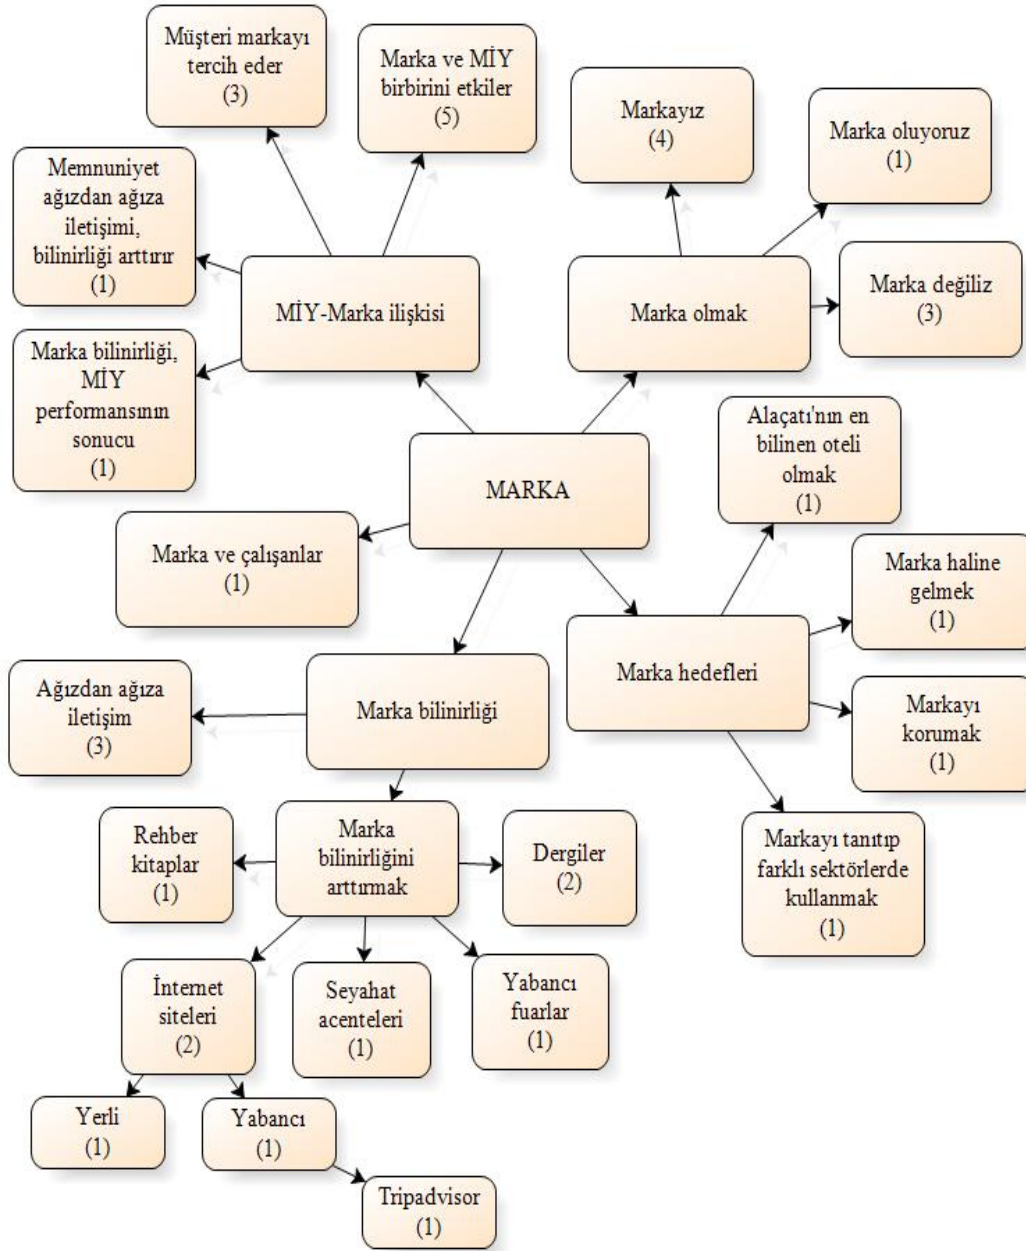 Müşteri markayı
tercih eder
(3)
Marka ve MİY
birbirini etkiler
(5)
Markayız
(4)
Marka oluyoruz
(1)
Memnuniyet
ağızdan ağıza
iletişimi,
bilinirliği arttırır
(1)
MİY-Marka ilişkisi
Marka olmak
Marka değiliz
(3)
Marka bilinirliği,
MİY
performansının
sonucu
(1)
Alaçatı'nın en
bilinen oteli
olmak
(1)
MARKA
Marka ve çalışanlar
(1)
Marka haline
gelmek
(1)
Marka hedefleri
Ağızdan ağıza
iletişim
(3)
Marka bilinirliği
Markayı
korumak
(1)
Rehber
kitaplar
(1)
Marka
bilinirliğini
arttırmak
Dergiler
(2)
Markayı tanıtıp
farklı sektörlerde
kullanmak
(1)
İnternet
siteleri
(2)
Seyahat
acenteleri
(1)
Yabancı
fuarlar
(1)
Yerli
(1)
Yabancı
(1)
Tripadvisor
(1)